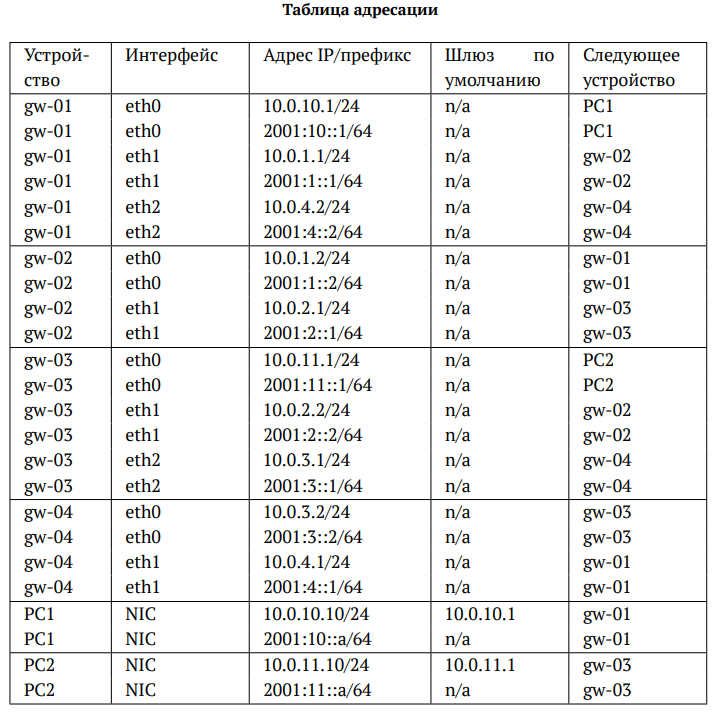 Таблица адресации
Устрой- Интерфейс Адрес IP/префикс Шлюз по Следующее
ство умолчанию устройство
gw-01 eth0 10.0.10.1/24 n/a PC1
gw-01 eth0 2001:10::1/64 n/a PC1
gw-01 eth1 10.0.1.1/24 n/a gw-02
gw-01 eth1 2001:1::1/64 n/a gw-02
gw-01 eth2 10.0.4.2/24 n/a gw-04
gw-01 eth2 2001:4::2/64 n/a gw-04
gw-02 eth0 10.0.1.2/24 n/a gw-01
gw-02 eth0 2001:1::2/64 n/a gw-01
gw-02 eth1 10.0.2.1/24 n/a gw-03
gw-02 eth1 2001:2::1/64 n/a gw-03
gw-03 eth0 10.0.11.1/24 n/a PC2
gw-03 eth0 2001:11::1/64 n/a PC2
gw-03 eth1 10.0.2.2/24 n/a gw-02
gw-03 eth1 2001:2::2/64 n/a gw-02
gw-03 eth2 10.0.3.1/24 n/a gw-04
gw-03 eth2 2001:3::1/64 n/a gw-04
gw-04 eth0 10.0.3.2/24 n/a gw-03
gw-04 eth0 2001:3::2/64 n/a gw-03
gw-04 eth1 10.0.4.1/24 n/a gw-01
gw-04 eth1 2001:4::1/64 n/a gw-01
PC1 NIC 10.0.10.10/24 10.0.10.1 gw-01
PC1 NIC 2001:10::a/64 n/a gw-01
PC2 NIC 10.0.11.10/24 10.0.11.1 gw-03
PC2 NIC 2001:11::a/64 n/a gw-03